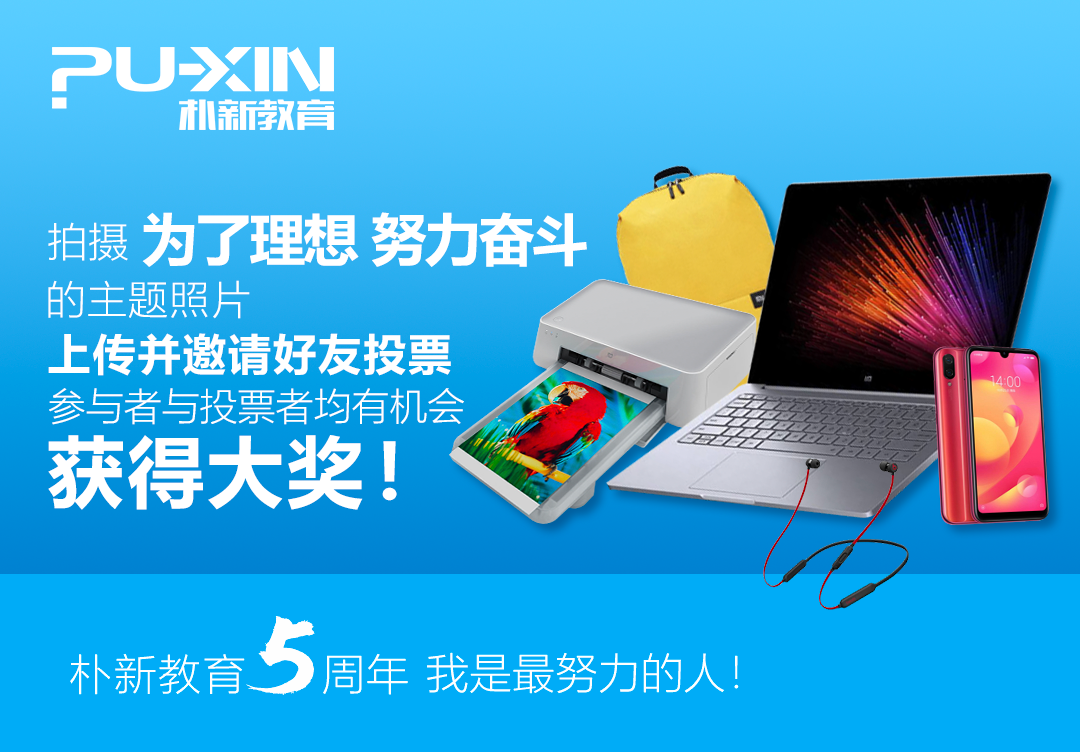 PU-XIN
朴新教育
拍摄 为了理想 努力奋斗
的主题照片
上传并邀请好友投票
参与者与投票者均有机会
获得大奖！
14:00
朴新教育5周年 我是最努力的人！